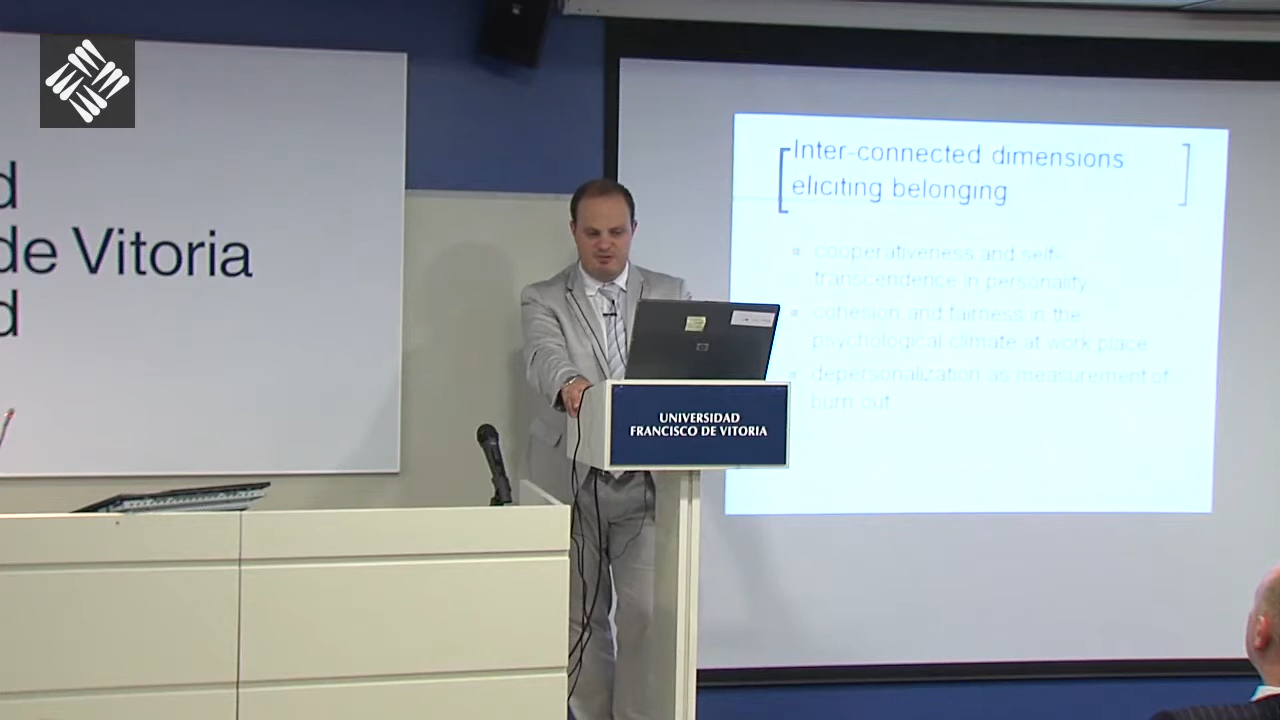 d
de Vitoria
d
Inter-connected dimensions
eliciting belonging
cooperativeness and self-
transcendence in personality
cohesion and fairness in the
psychological climate at work place
depersonalization as measurement of
burn out
UNIVERSIDAD
FRANCISCO DE VITORIA